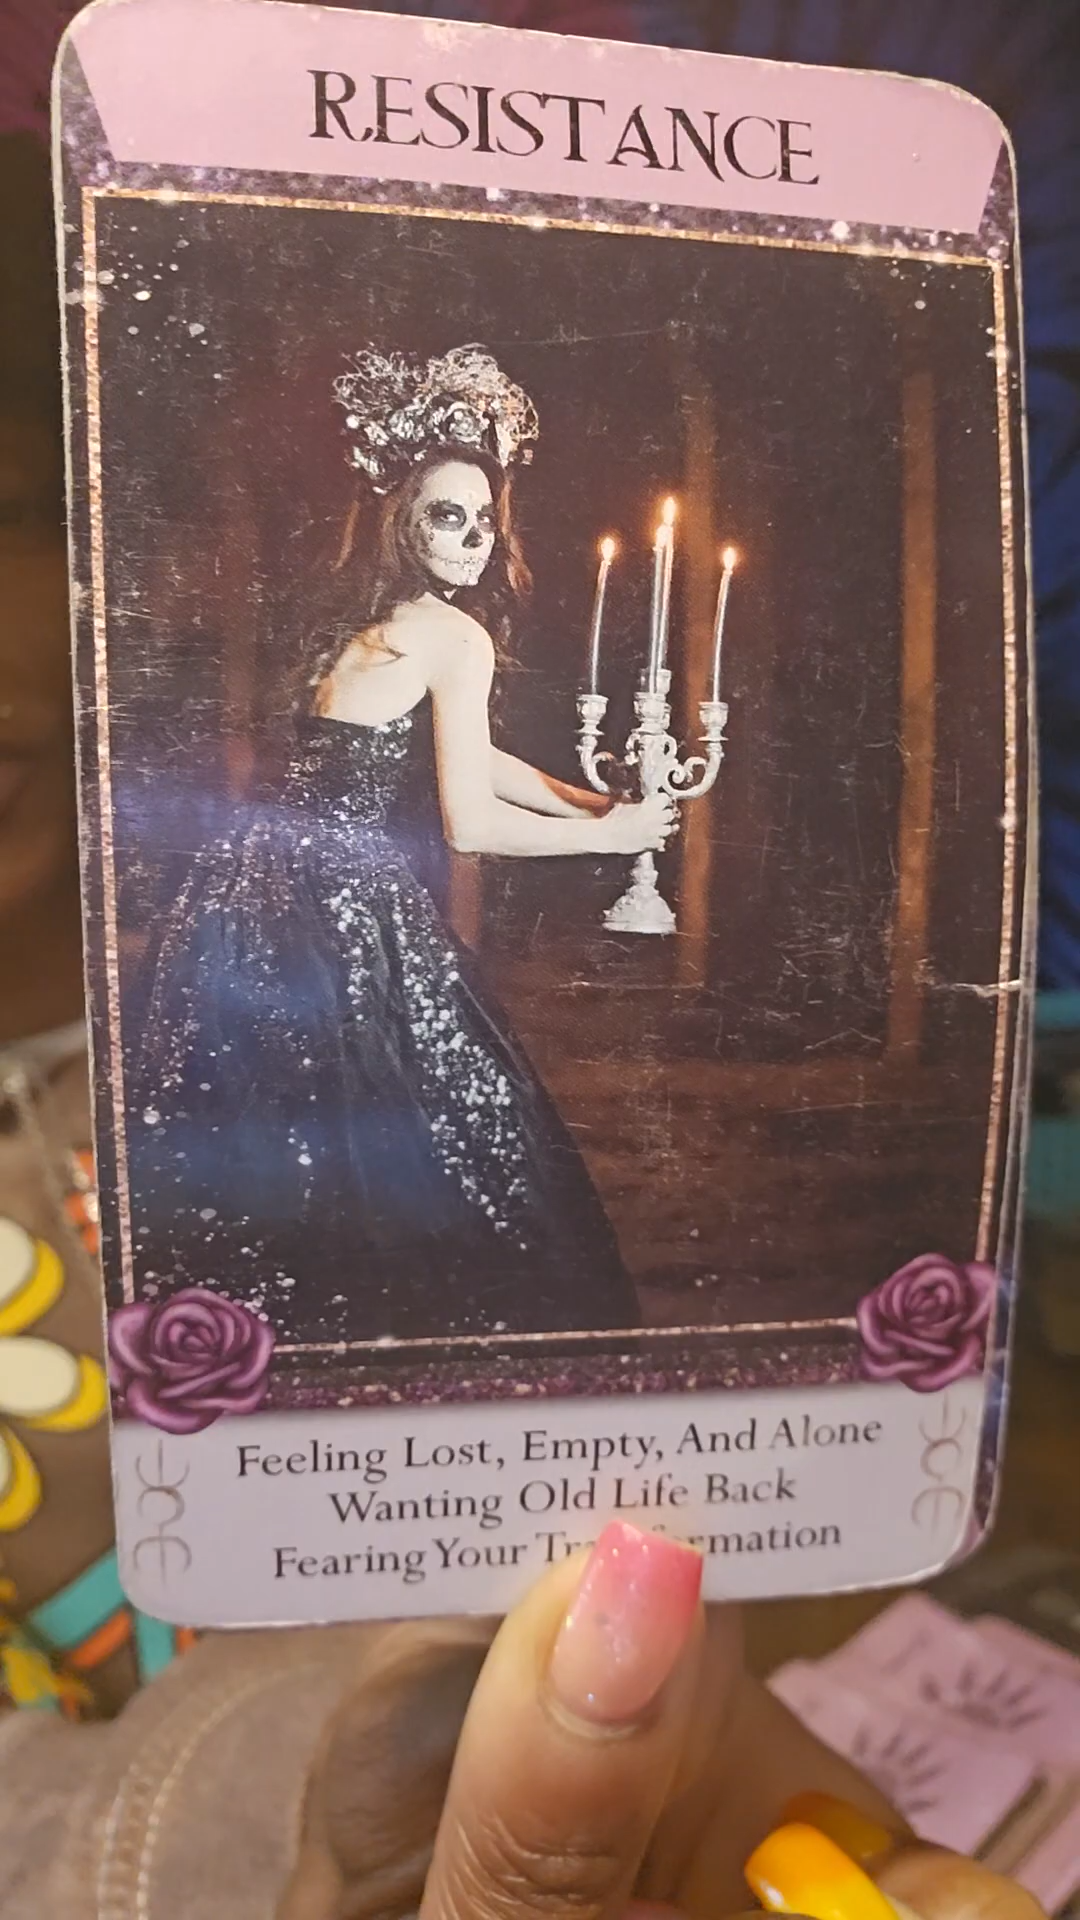 RESISTANCE
Feeling Lost, Empty, And Alone
Wanting Old Life Back
Fearing Your